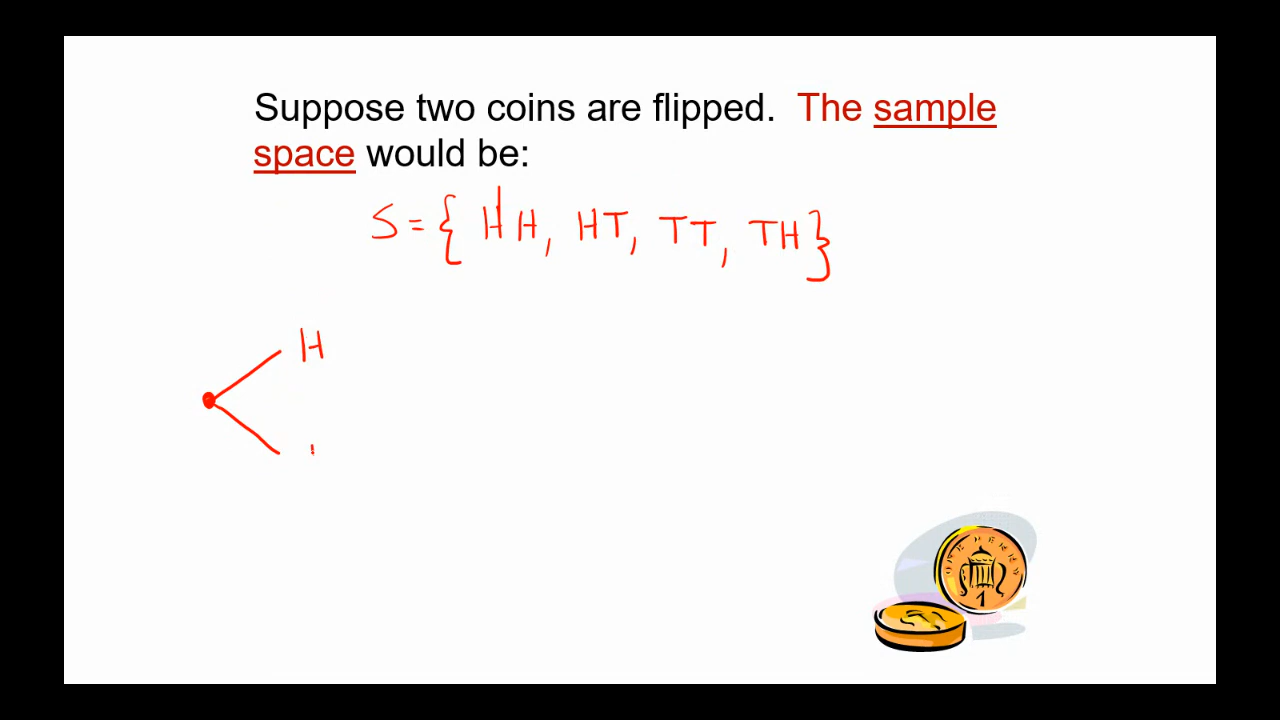 Suppose two coins are flipped. The sample
space would be:
S = { HH, HT, TT, TH }
H